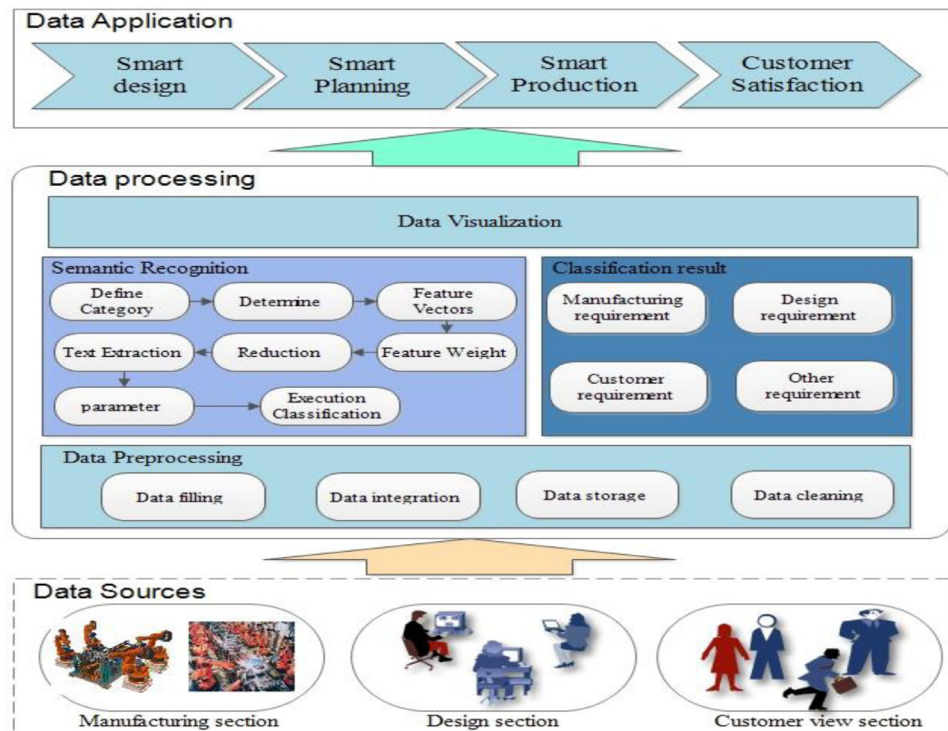 Data Application
Smart
design
Smart
Planning
Smart
Production
Customer
Satisfaction
Data processing
Data Visualization
Semantic Recognition
Define
Category
Determine
Feature
Vectors
Text Extraction
Reduction
Feature Weight
parameter
Execution
Classification
Classification result
Manufacturing
requirement
Design
requirement
Customer
requirement
Other
requirement
Data Preprocessing
Data filling
Data integration
Data storage
Data cleaning
Data Sources
Manufacturing section
Design section
Customer view section